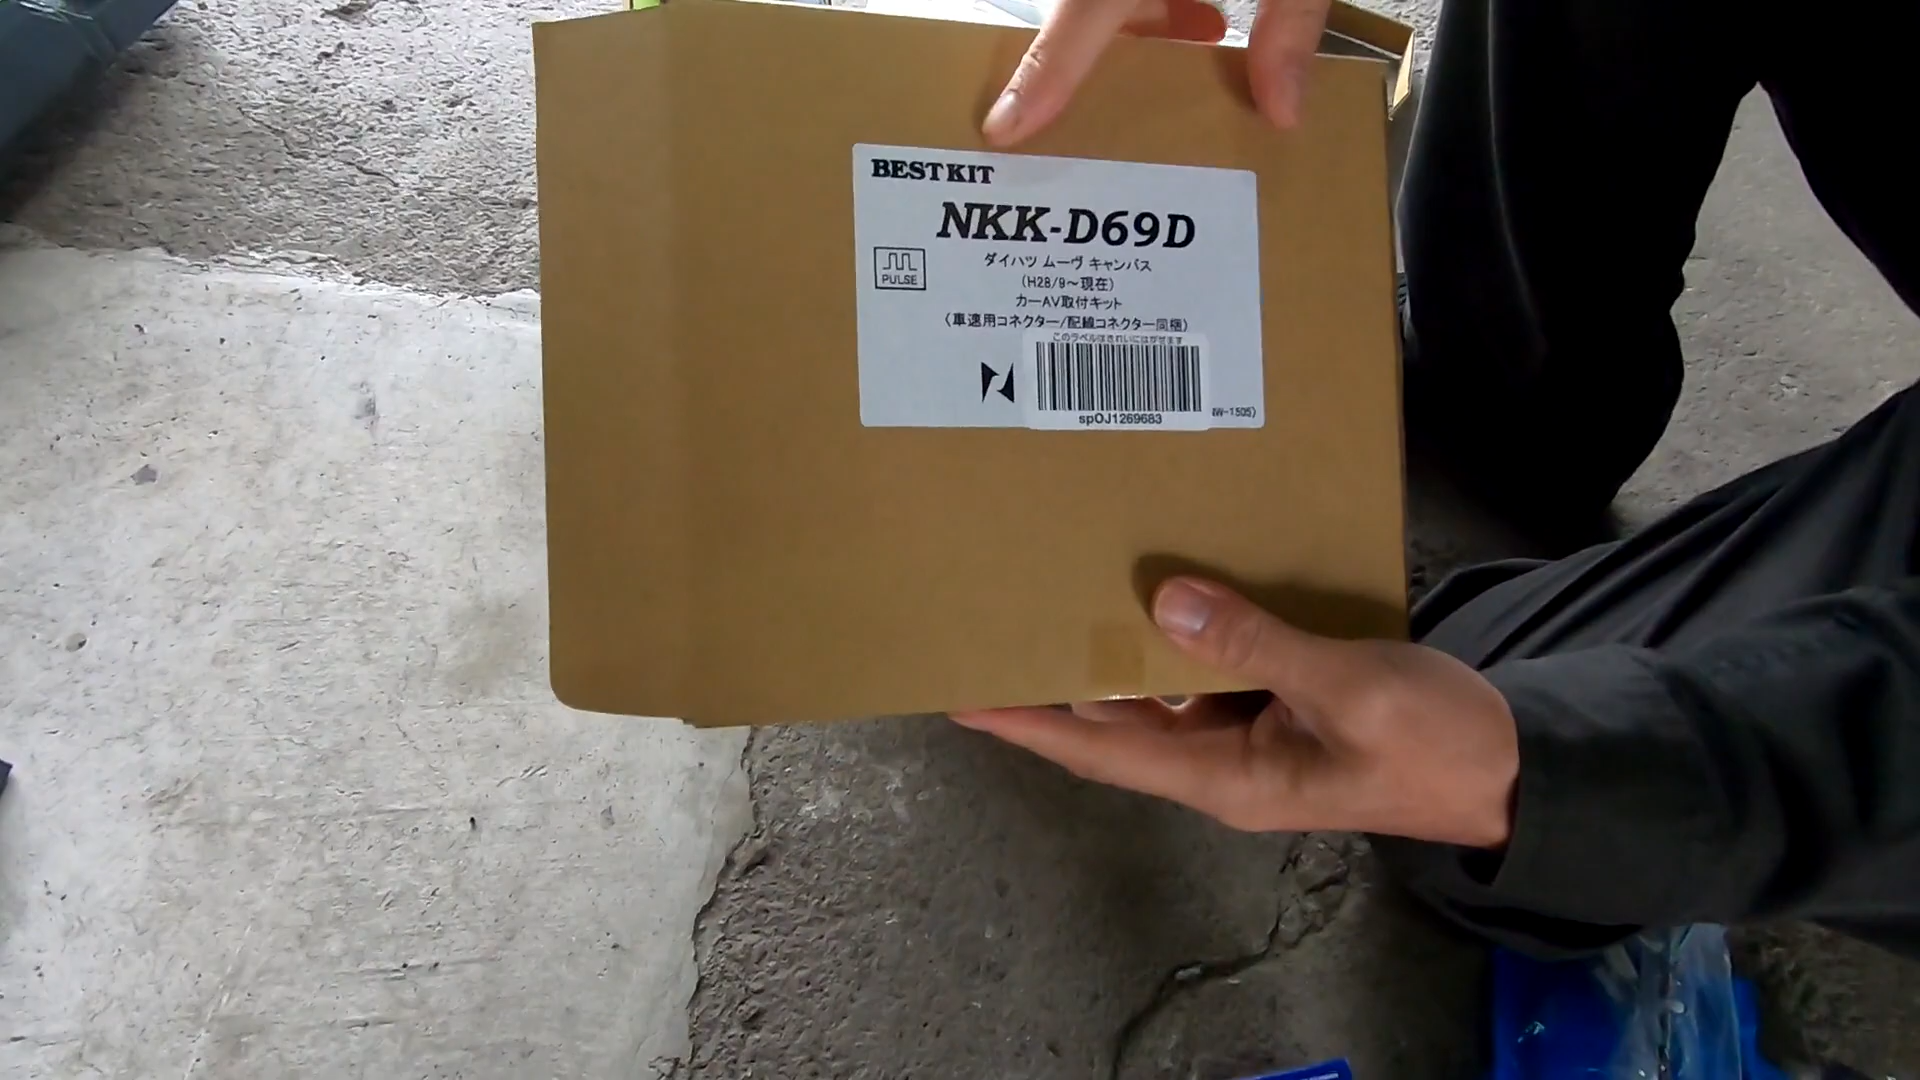 BEST KIT
NKK-D69D
PULSE
ダイハツ ムーヴ キャンバス
(H28/9～現在)
カーAV取付キット
〈車速用コネクター/配線コネクター同梱〉
このラベルはきれいにはがせます
spOJ1269683
W-1505)